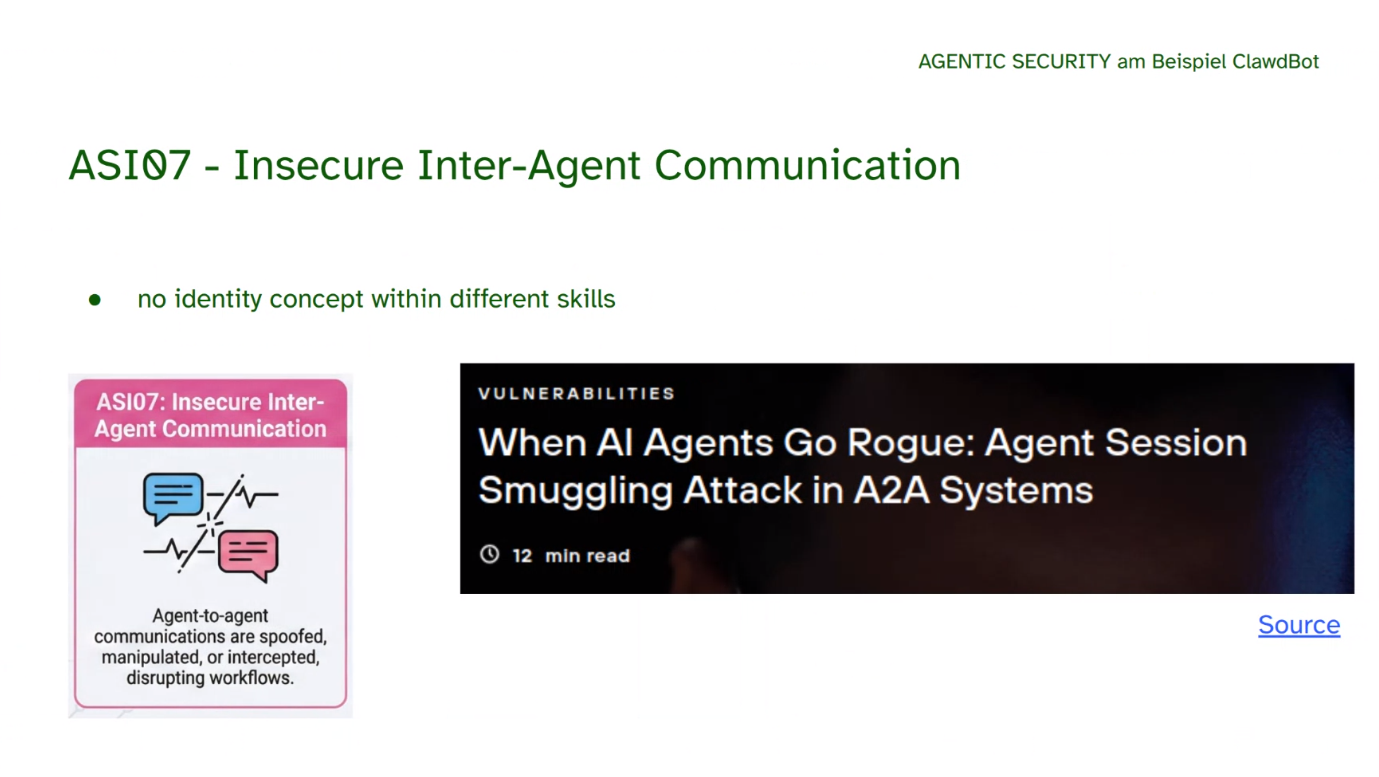 AGENTIC SECURITY am Beispiel ClawdBot
ASI07 - Insecure Inter-Agent Communication
● no identity concept within different skills
ASI07: Insecure Inter-
Agent Communication
Agent-to-agent
communications are spoofed,
manipulated, or intercepted,
disrupting workflows.
VULNERABILITIES
When AI Agents Go Rogue: Agent Session
Smuggling Attack in A2A Systems
12 min read
Source